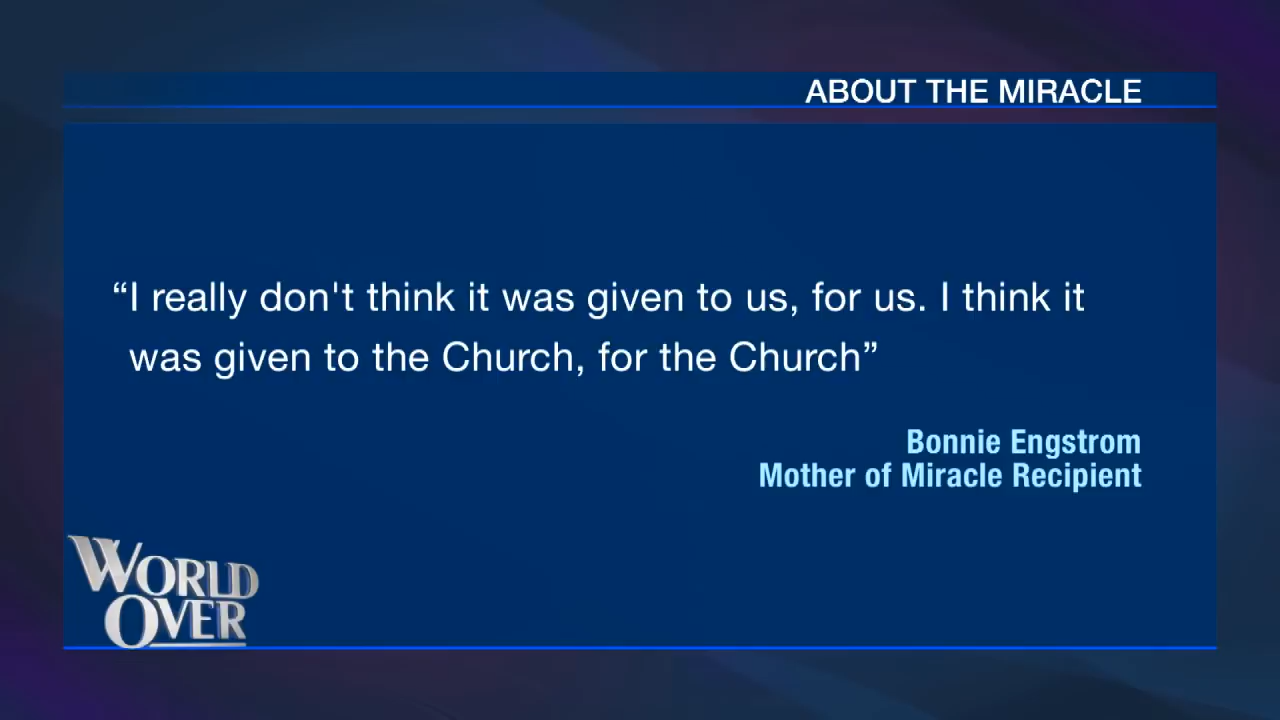 ABOUT THE MIRACLE
“I really don't think it was given to us, for us. I think it
was given to the Church, for the Church”
Bonnie Engstrom
Mother of Miracle Recipient
WORLD
OVER